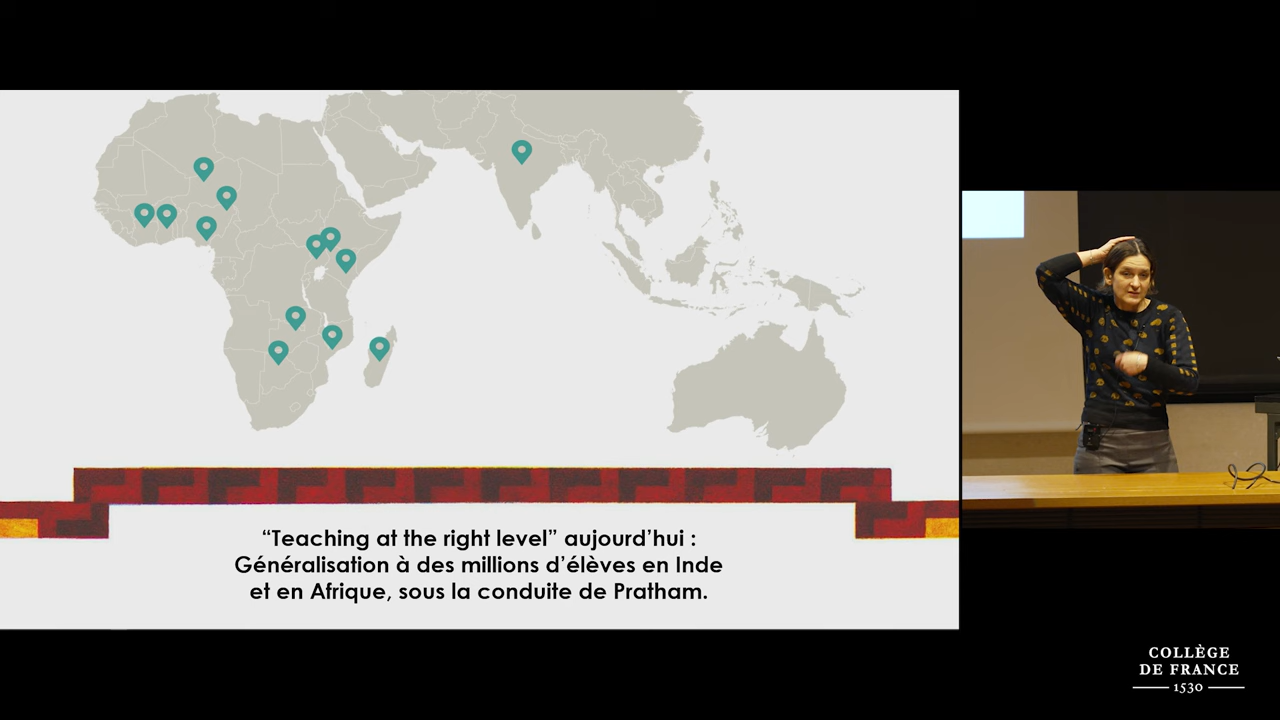 “Teaching at the right level” aujourd’hui :
Généralisation à des millions d’élèves en Inde
et en Afrique, sous la conduite de Pratham.
COLLÈGE
DE FRANCE
1530